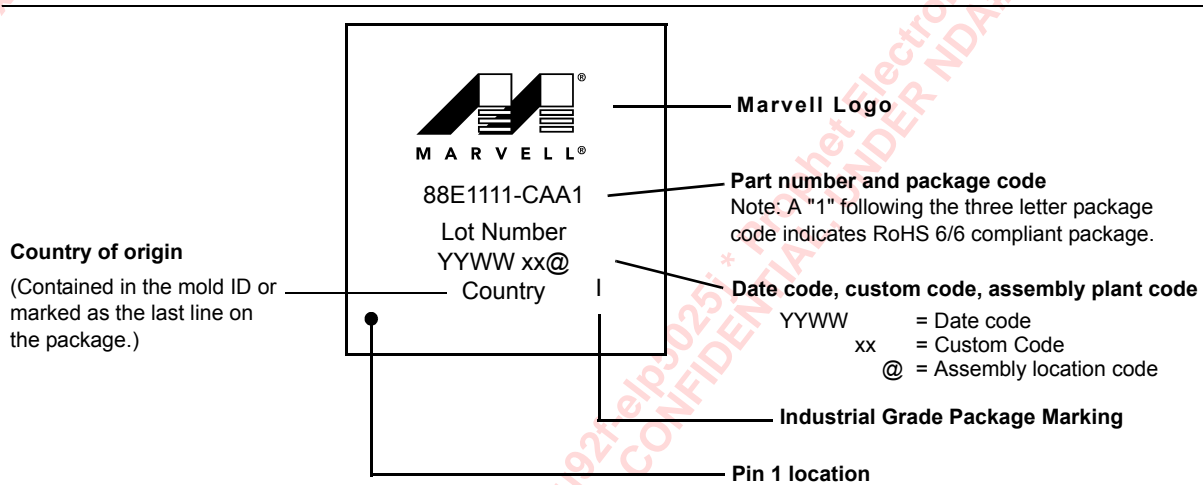 MARVELL®
88E1111-CAA1
Lot Number
YYWW xx@
Country I
Marvell Logo
Part number and package code
Note: A "1" following the three letter package
code indicates RoHS 6/6 compliant package.
Country of origin
(Contained in the mold ID or
marked as the last line on
the package.)
Date code, custom code, assembly plant code
YYWW = Date code
xx = Custom Code
@ = Assembly location code
Industrial Grade Package Marking
Pin 1 location